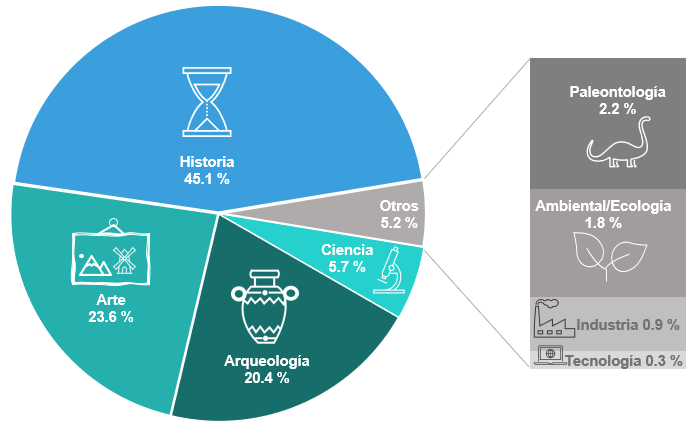 Historia
45.1 %
Otros
5.2 %
Ciencia
5.7 %
Arqueología
20.4 %
Arte
23.6 %
Paleontología
2.2 %
Ambiental/Ecología
1.8 %
Industria 0.9 %
Tecnología 0.3 %